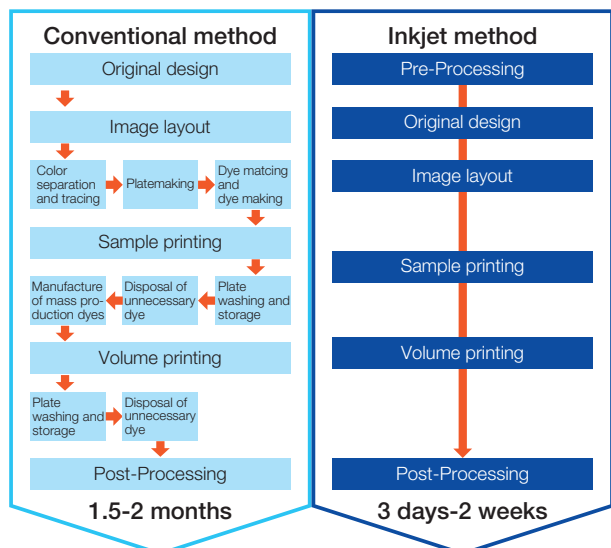 Conventional method
Original design
Image layout
Color
separation
and tracing
Platemaking
Dye matcing
and
dye making
Sample printing
Manufacture
of mass pro-
duction dyes
Disposal of
unnecessary
dye
Plate
washing and
storage
Volume printing
Plate
washing and
storage
Disposal of
unnecessary
dye
Post-Processing
1.5-2 months
Inkjet method
Pre-Processing
Original design
Image layout
Sample printing
Volume printing
Post-Processing
3 days-2 weeks